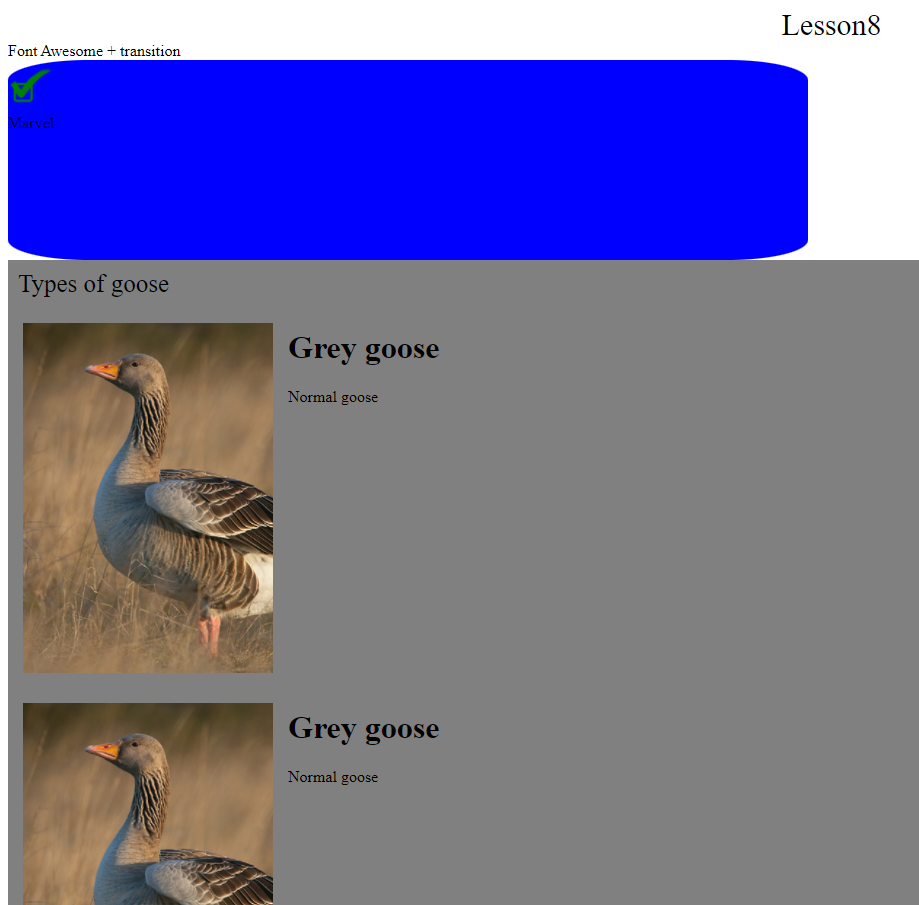 Lesson8
Font Awesome + transition
Marvel
Types of goose
Grey goose
Normal goose
Grey goose
Normal goose